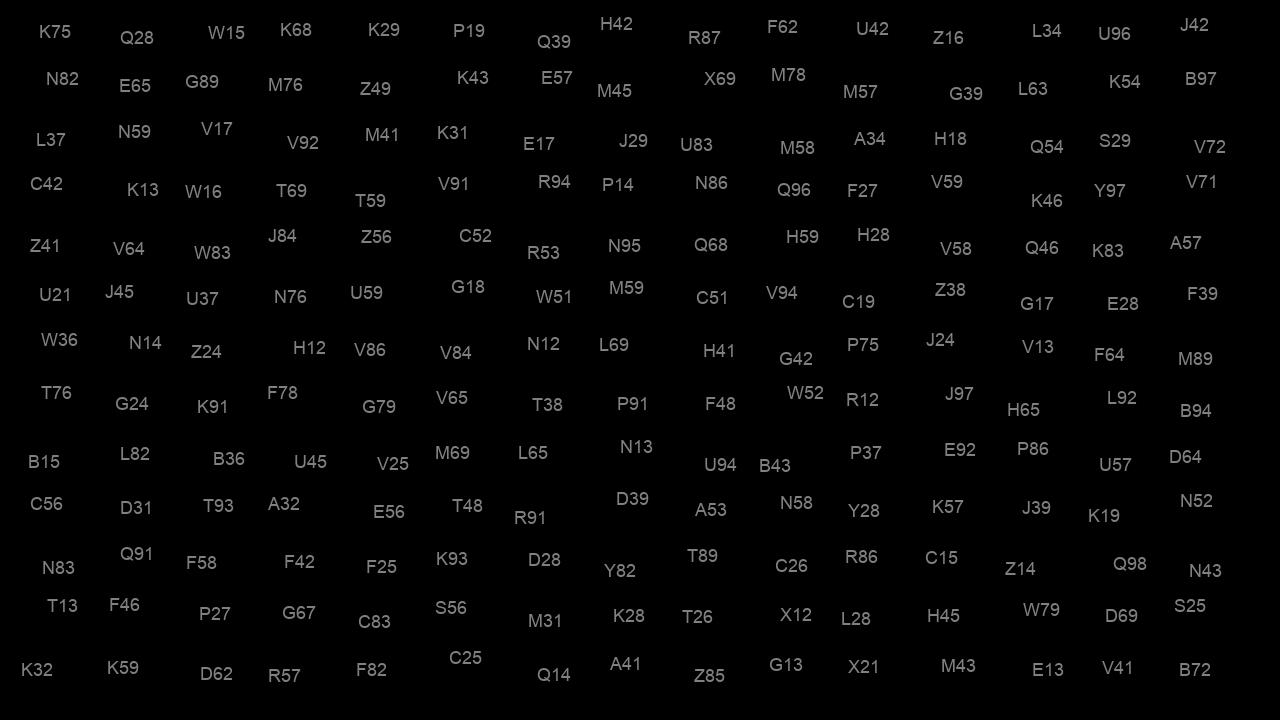 K75 Q28 W15 K68 K29 P19 Q39 H42 R87 F62 U42 Z16 L34 U96 J42
N82 E65 G89 M76 Z49 K43 E57 M45 X69 M78 M57 G39 L63 K54 B97
L37 N59 V17 V92 M41 K31 E17 J29 U83 M58 A34 H18 Q54 S29 V72
C42 K13 W16 T69 T59 V91 R94 P14 N86 Q96 F27 V59 K46 Y97 V71
Z41 V64 W83 J84 Z56 C52 R53 N95 Q68 H59 H28 V58 Q46 K83 A57
U21 J45 U37 N76 U59 G18 W51 M59 C51 V94 C19 Z38 G17 E28 F39
W36 N14 Z24 H12 V86 V84 N12 L69 H41 G42 P75 J24 V13 F64 M89
T76 G24 K91 F78 G79 V65 T38 P91 F48 W52 R12 J97 H65 L92 B94
B15 L82 B36 U45 V25 M69 L65 N13 U94 B43 P37 E92 P86 U57 D64
C56 D31 T93 A32 E56 T48 R91 D39 A53 N58 Y28 K57 J39 K19 N52
N83 Q91 F58 F42 F25 K93 D28 Y82 T89 C26 R86 C15 Z14 Q98 N43
T13 F46 P27 G67 C83 S56 M31 K28 T26 X12 L28 H45 W79 D69 S25
K32 K59 D62 R57 F82 C25 Q14 A41 Z85 G13 X21 M43 E13 V41 B72